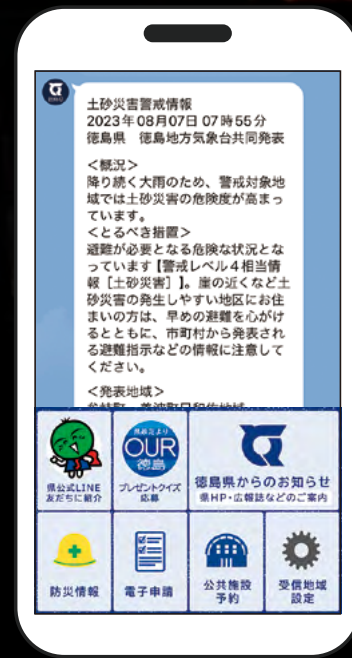 土砂災害警戒情報
2023年08月07日 07時55分
徳島県　徳島地方気象台共同発表
＜概況＞
降り続く大雨のため、警戒対象地
域では土砂災害の危険度が高まっ
ています。
＜とるべき措置＞
避難が必要となる危険な状況とな
っています【警戒レベル４相当情
報［土砂災害］】。崖の近くなど土
砂災害の発生しやすい地区にお住
まいの方は、早めの避難を心がけ
るとともに、市町村から発表され
る避難指示などの情報に注意して
ください。
＜発表地域＞
県公式LINE
友だちに紹介
OUR
徳島
プレゼントクイズ
応募
徳島県からのお知らせ
県HP・広報誌などのご案内
防災情報
電子申請
公共施設
予約
受信地域
設定